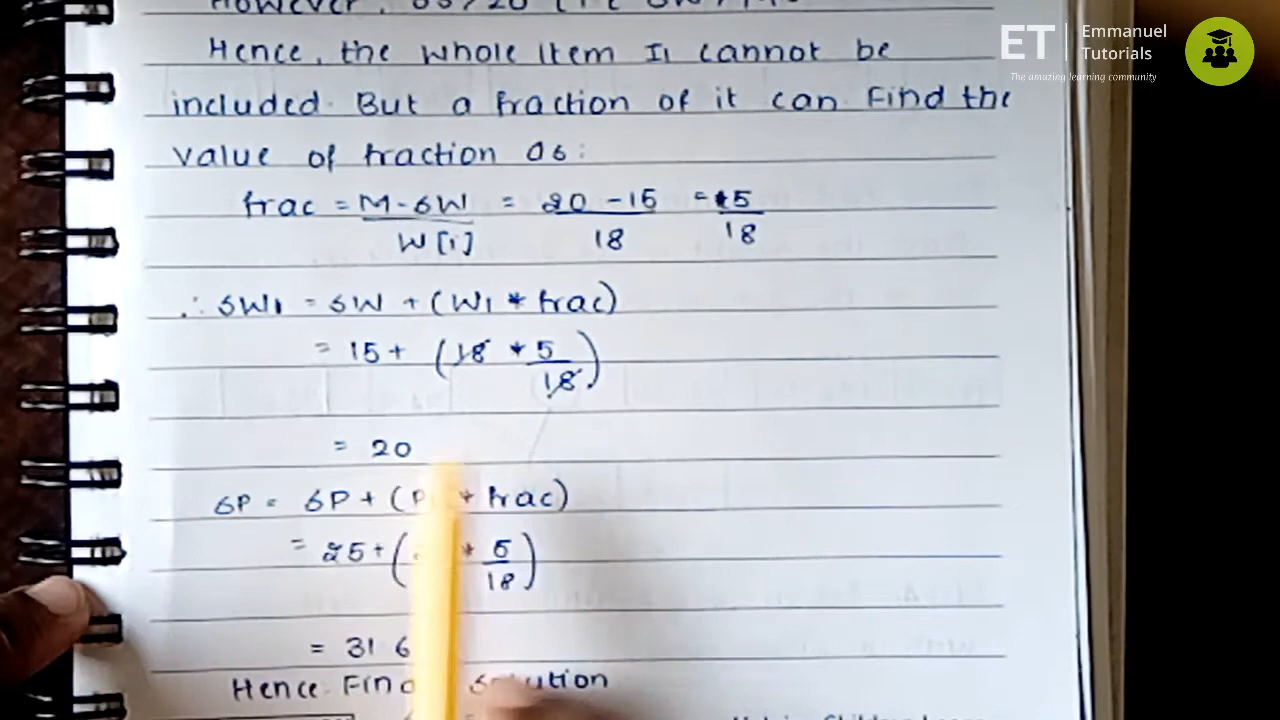 ET Emmanuel Tutorials
The amazing learning community
Hence, the whole Item I1 cannot be
included. But a fraction of it can. Find the
value of fraction as:
frac = M - SW / W[i] = 20 - 15 / 18 = 5 / 18
∴ SW1 = SW + (W1 * frac)
= 15 + (18 * 5 / 18)
= 20
SP = SP + (P * frac)
= 25 + ( * 5 / 18)
= 31.6
Hence Final Solution